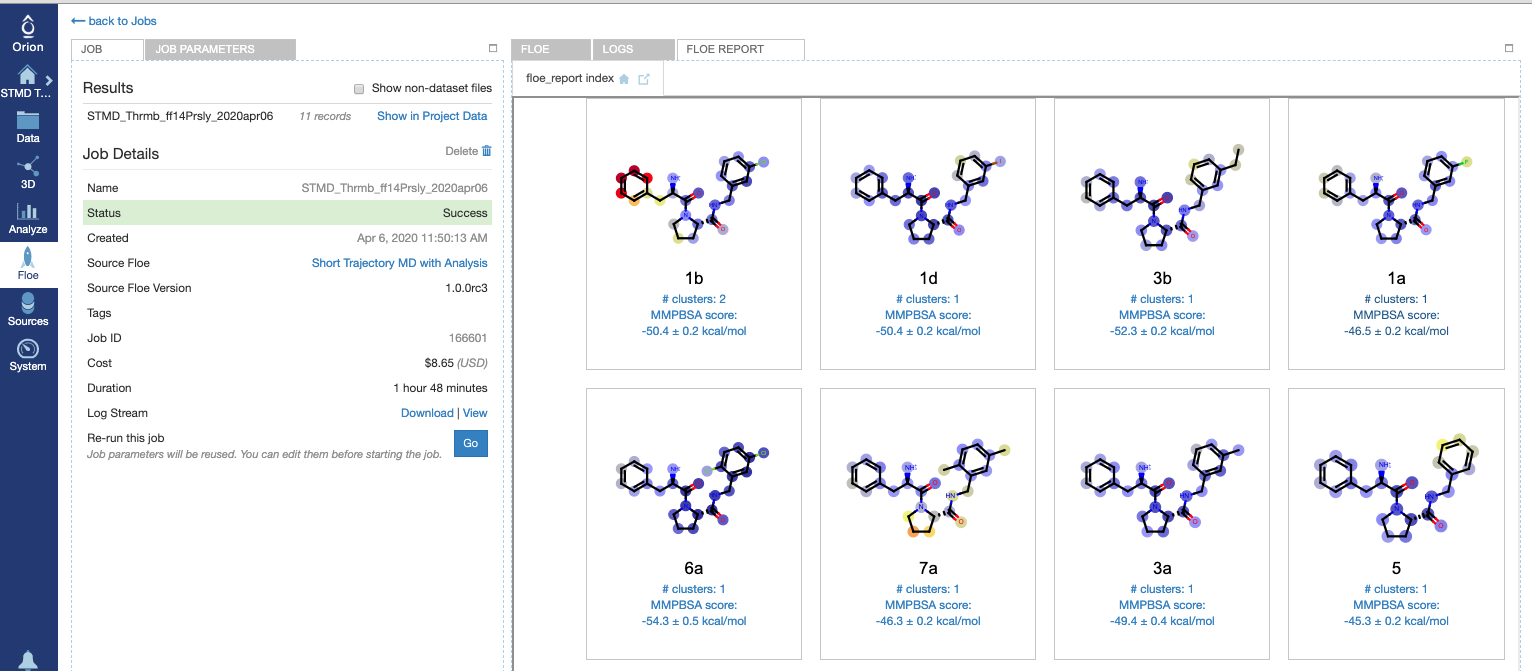 back to Jobs
Orion
STMD T...
Data
3D
Analyze
Floe
Sources
System
JOB
JOB PARAMETERS
Results
Show non-dataset files
STMD_Thrmb_ff14Prsly_2020apr06 11 records Show in Project Data
Job Details
Delete
Name STMD_Thrmb_ff14Prsly_2020apr06
Status Success
Created Apr 6, 2020 11:50:13 AM
Source Floe Short Trajectory MD with Analysis
Source Floe Version 1.0.0rc3
Tags
Job ID 166601
Cost $8.65 (USD)
Duration 1 hour 48 minutes
Log Stream Download | View
Re-run this job
Job parameters will be reused. You can edit them before starting the job.
Go
FLOE
LOGS
FLOE REPORT
floe_report index
1b
# clusters: 2
MMPBSA score:
-50.4 ± 0.2 kcal/mol
1d
# clusters: 1
MMPBSA score:
-50.4 ± 0.2 kcal/mol
3b
# clusters: 1
MMPBSA score:
-52.3 ± 0.2 kcal/mol
1a
# clusters: 1
MMPBSA score:
-46.5 ± 0.2 kcal/mol
6a
# clusters: 1
MMPBSA score:
-54.3 ± 0.5 kcal/mol
7a
# clusters: 1
MMPBSA score:
-46.3 ± 0.2 kcal/mol
3a
# clusters: 1
MMPBSA score:
-49.4 ± 0.4 kcal/mol
5
# clusters: 1
MMPBSA score:
-45.3 ± 0.2 kcal/mol